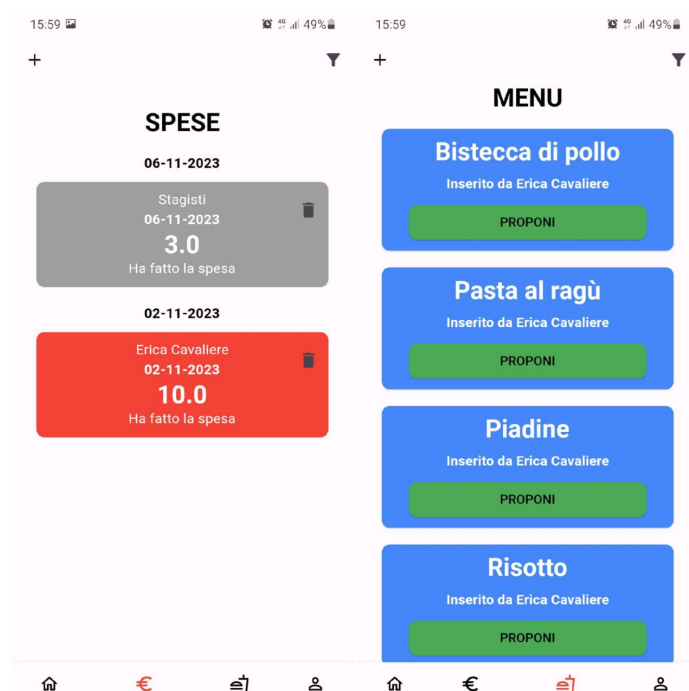 15:59
4G
49%
+
SPESE
06-11-2023
Stagisti
06-11-2023
3.0
Ha fatto la spesa
02-11-2023
Erica Cavaliere
02-11-2023
10.0
Ha fatto la spesa
€
15:59
4G
49%
+
MENU
Bistecca di pollo
Inserito da Erica Cavaliere
PROPONI
Pasta al ragù
Inserito da Erica Cavaliere
PROPONI
Piadine
Inserito da Erica Cavaliere
PROPONI
Risotto
Inserito da Erica Cavaliere
PROPONI
€